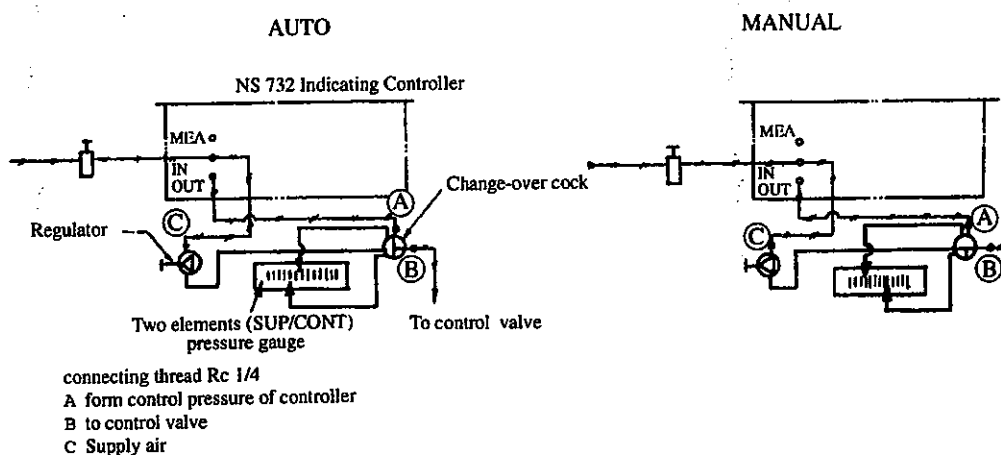 AUTO
MANUAL
NS 732 Indicating Controller
MEA
IN
OUT
A
Change-over cock
C
Regulator
B
Two elements (SUP/CONT)
pressure gauge
To control valve
MEA
IN
OUT
A
C
B
connecting thread Rc 1/4
A form control pressure of controller
B to control valve
C Supply air